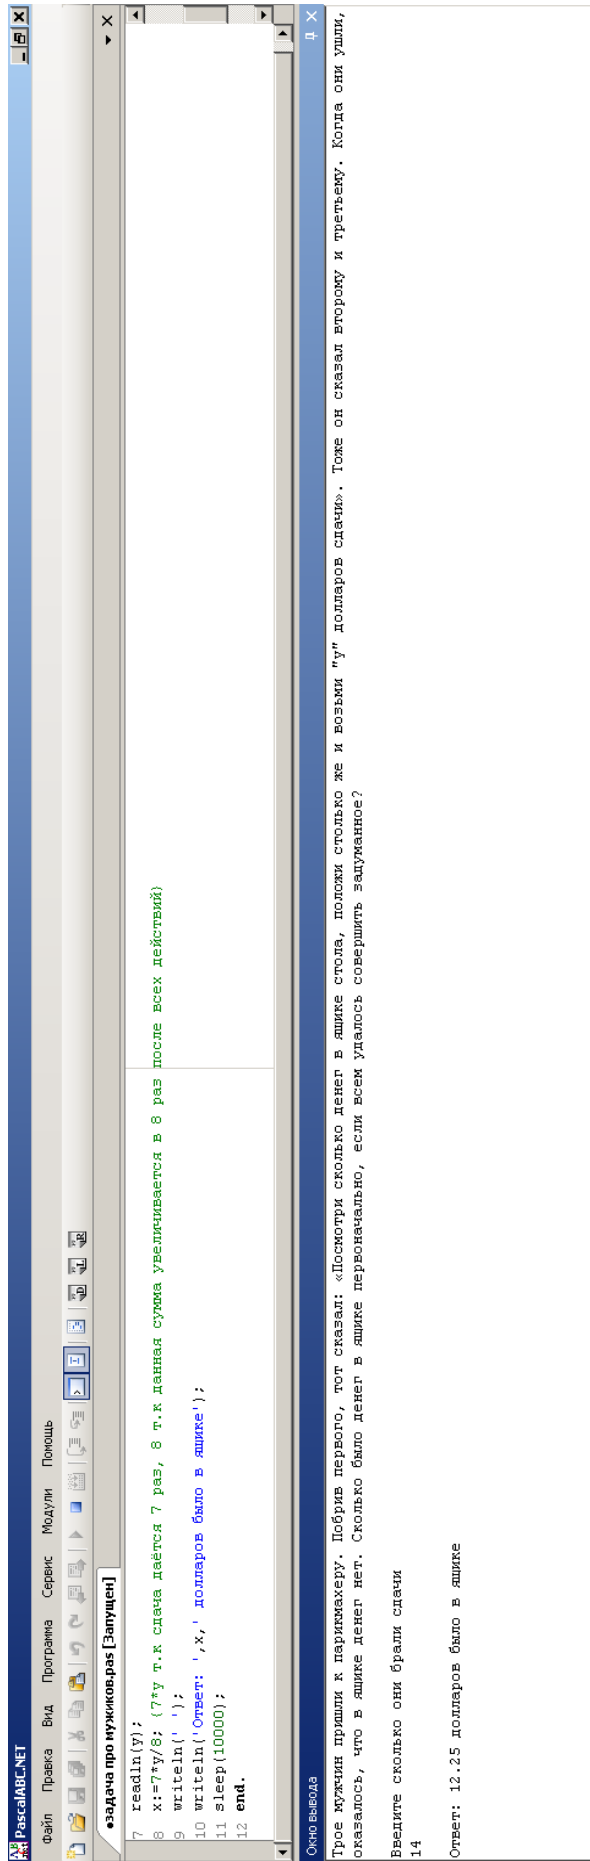 PascalABC.NET
Файл Правка Вид Программа Сервис Модули Помощь
•задача про мужиков.pas [Запущен]
7 readln(y);
8 x:=7*y/8; {7*y т.к сдача даётся 7 раз, 8 т.к данная сумма увеличивается в 8 раз после всех действий}
9 writeln(' ');
10 writeln('Ответ: ',x,' долларов было в ящике');
11 sleep(10000);
12 end.
Окно вывода
Трое мужчин пришли к парикмахеру. Побрив первого, тот сказал: «Посмотри сколько денег в ящике стола, положи столько же и возьми "y" долларов сдачи». Тоже он сказал второму и третьему. Когда они ушли,
оказалось, что в ящике денег нет. Сколько было денег в ящике первоначально, если всем удалось совершить задуманное?
Введите сколько они брали сдачи
14
Ответ: 12.25 долларов было в ящике